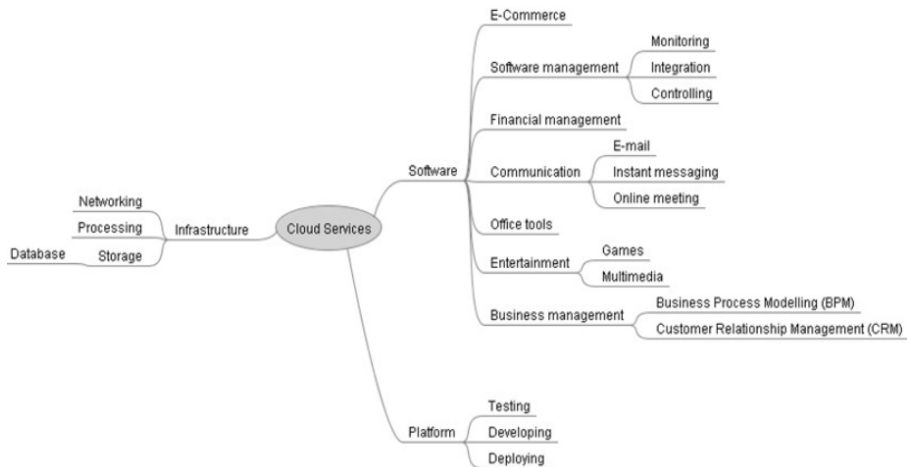 E-Commerce
Monitoring
Software management
Integration
Controlling
Financial management
E-mail
Software
Communication
Instant messaging
Online meeting
Networking
Processing
Infrastructure
Cloud Services
Office tools
Database
Storage
Games
Entertainment
Multimedia
Business Process Modelling (BPM)
Business management
Customer Relationship Management (CRM)
Testing
Platform
Developing
Deploying